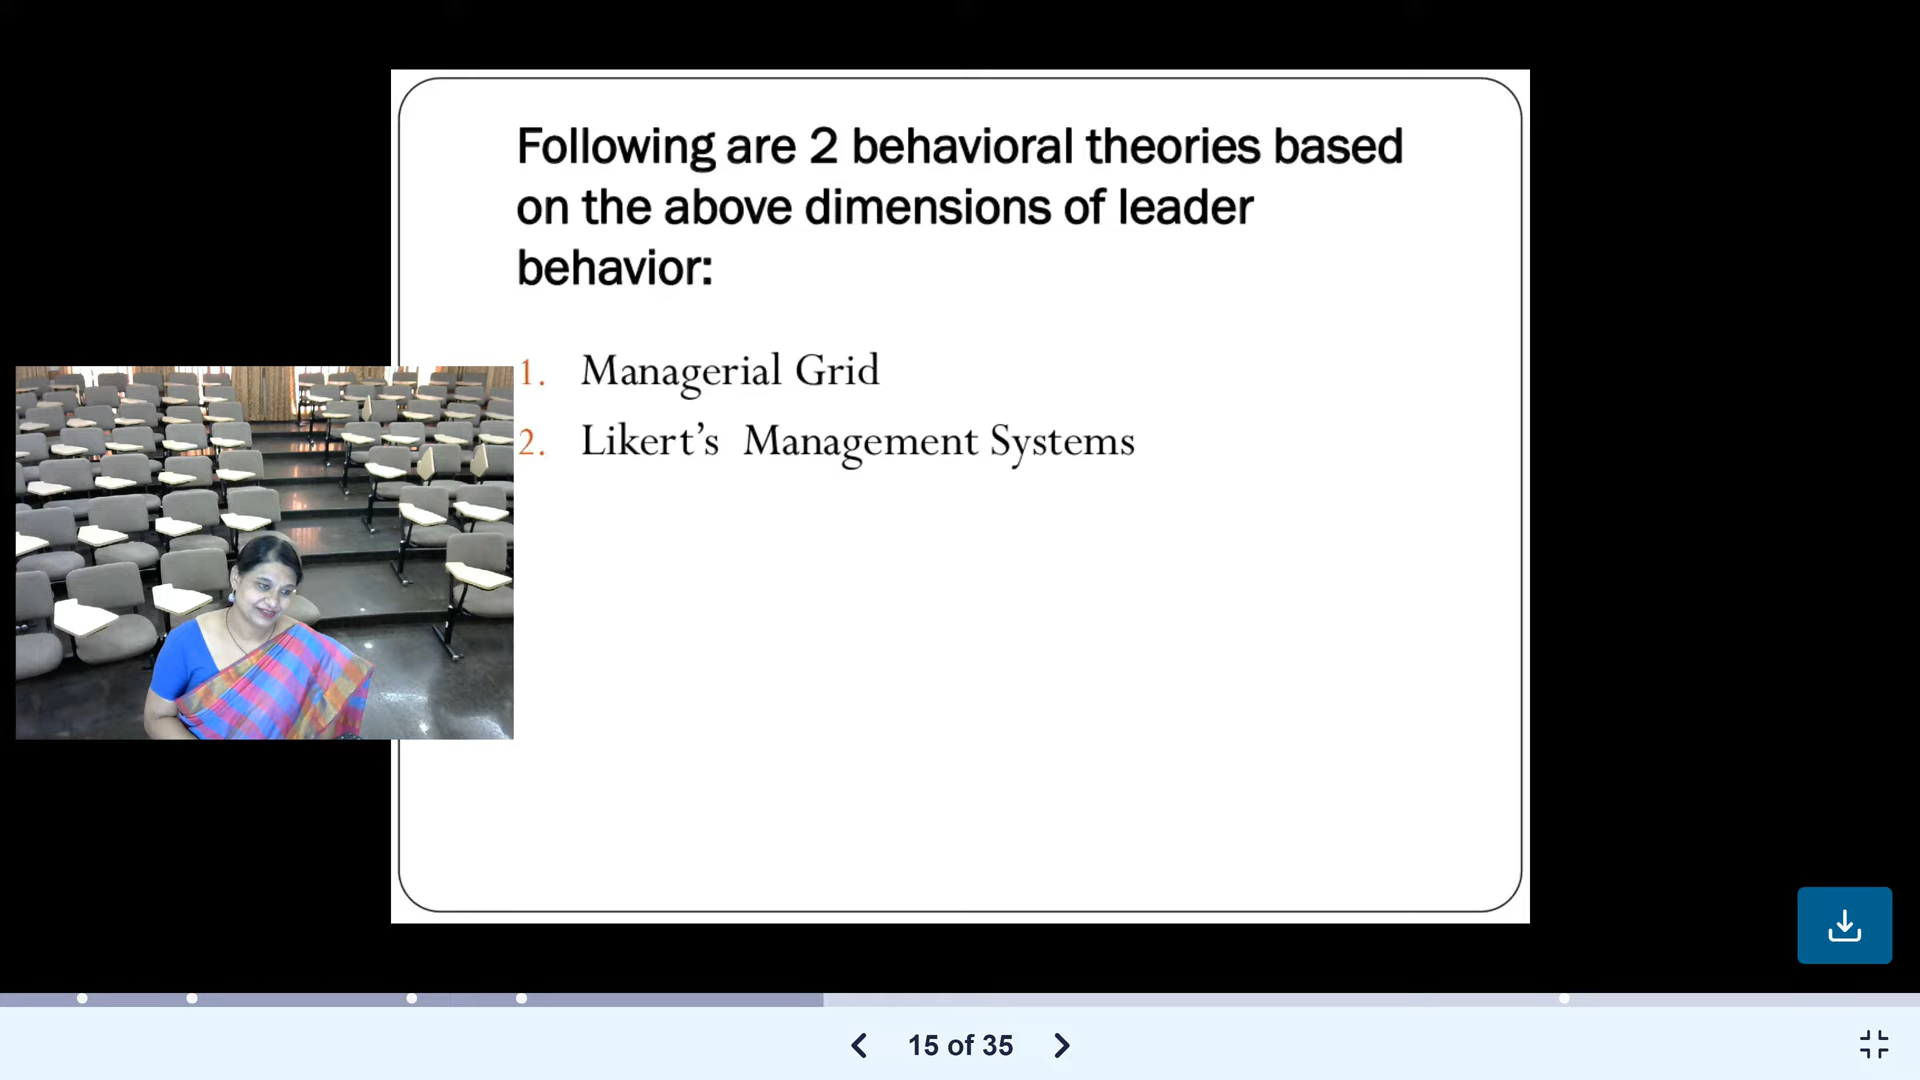 Following are 2 behavioral theories based
on the above dimensions of leader
behavior:
1. Managerial Grid
2. Likert’s Management Systems
15 of 35